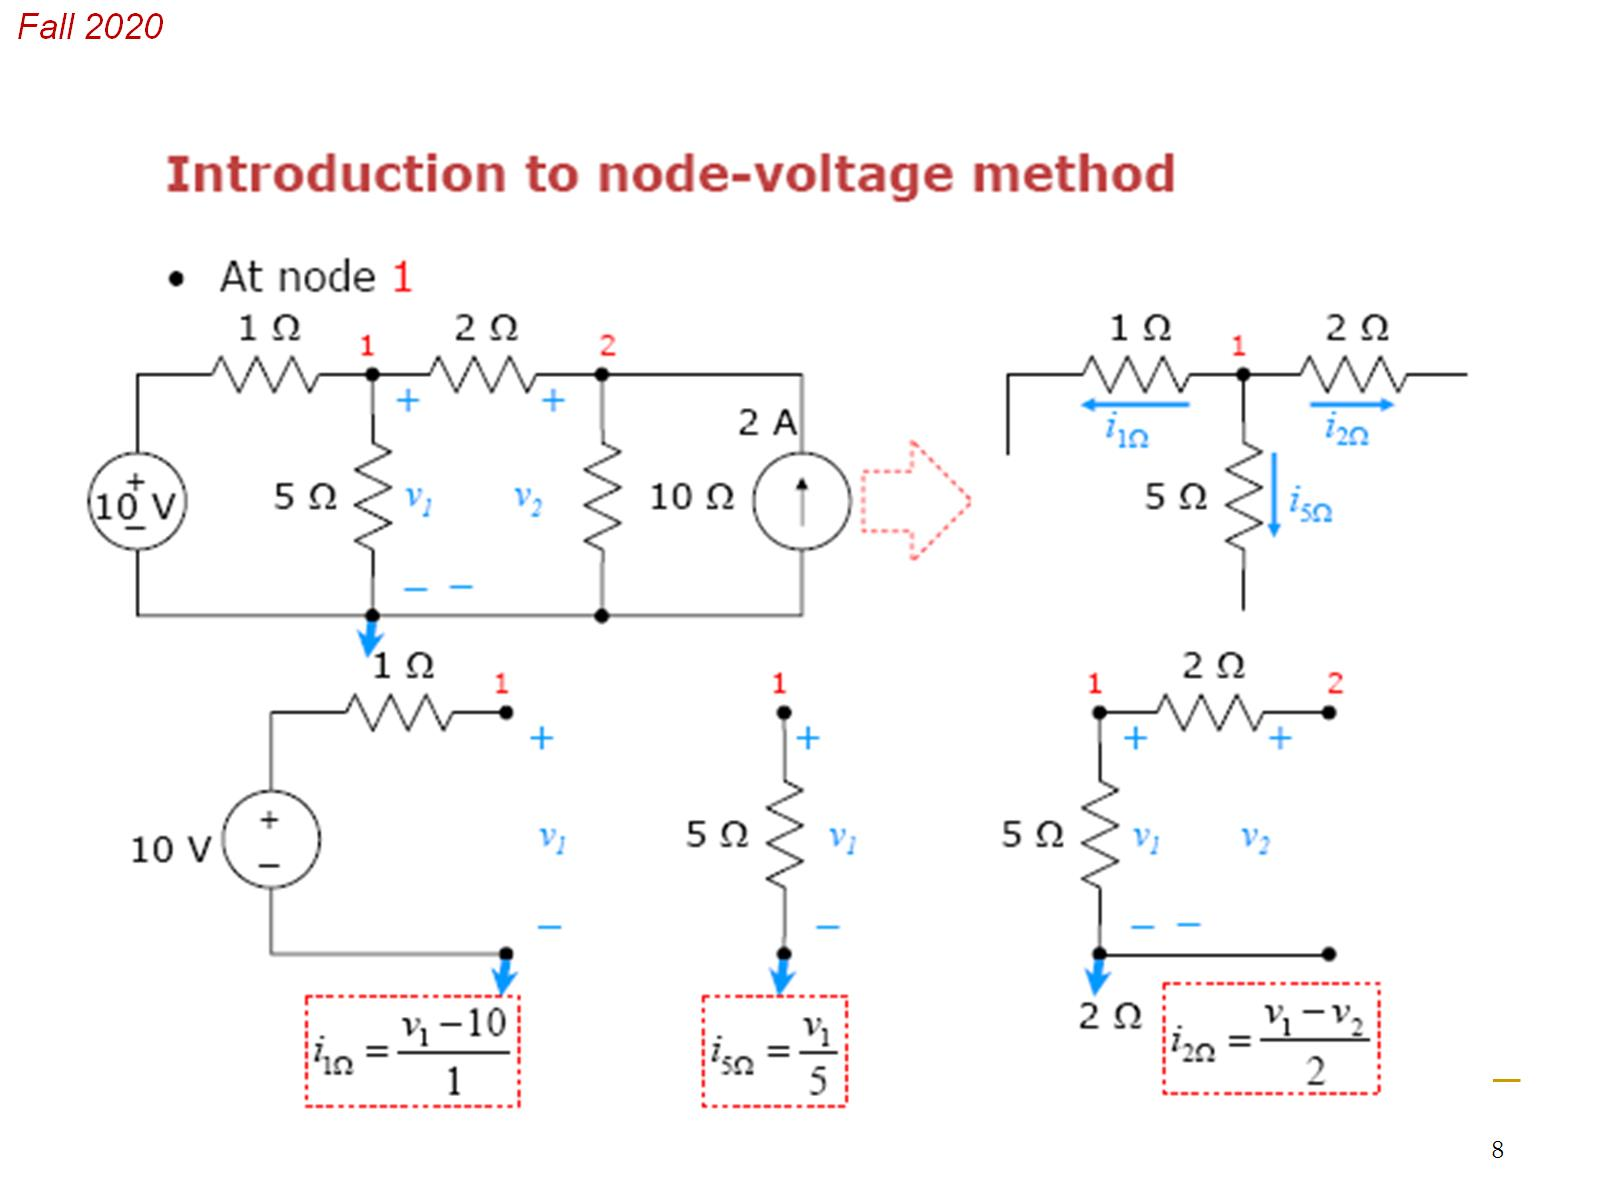 Fall 2020
Introduction to node-voltage method
• At node 1
1 Ω 1 2 Ω 2
+ +
2 A
10 V + − 5 Ω v₁ v₂ 10 Ω
− −
1 Ω 1 2 Ω
i₁Ω i₂Ω
5 Ω i₅Ω
1 Ω 1
+
10 V + − v₁
−
i₁Ω = (v₁ − 10)/1
1
+
5 Ω v₁
−
i₅Ω = v₁/5
1 2 Ω 2
+ +
5 Ω v₁ v₂
− −
2 Ω i₂Ω = (v₁ − v₂)/2
8